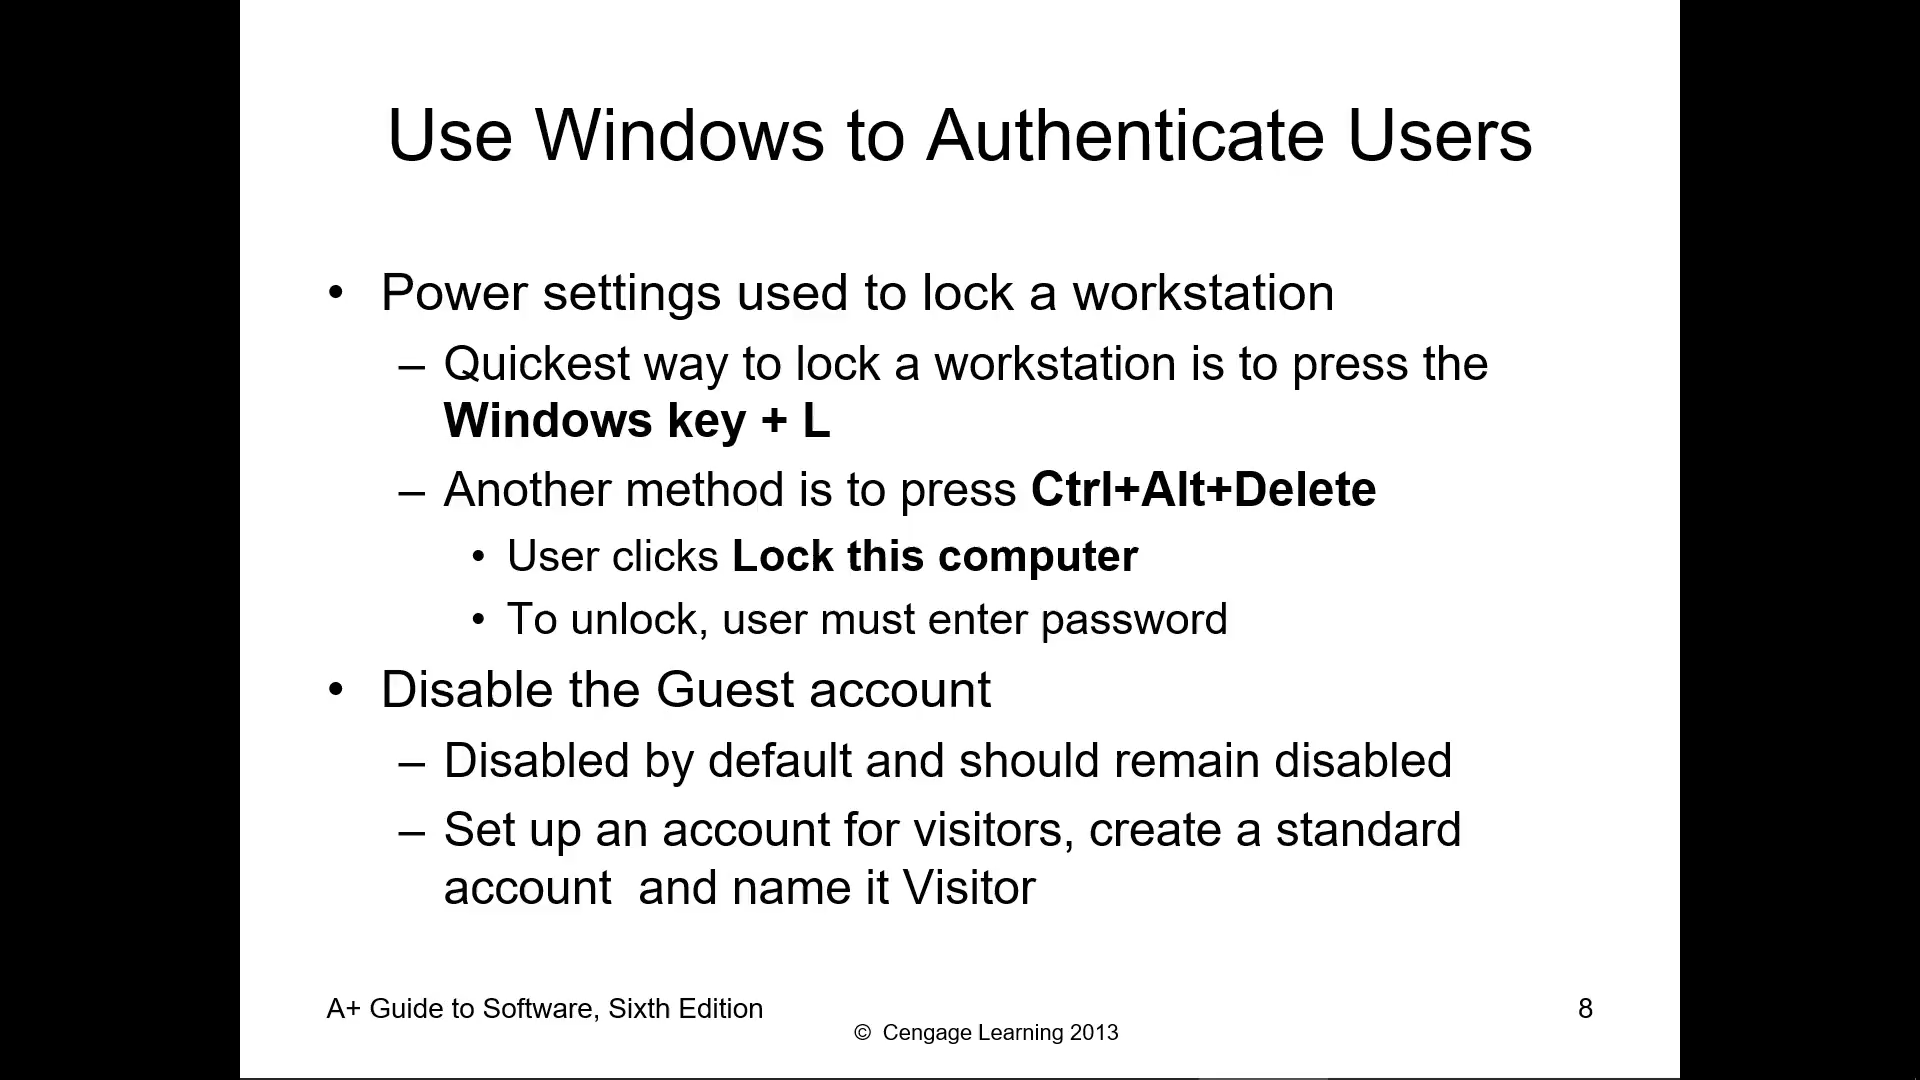 Use Windows to Authenticate Users
• Power settings used to lock a workstation
– Quickest way to lock a workstation is to press the
Windows key + L
– Another method is to press Ctrl+Alt+Delete
• User clicks Lock this computer
• To unlock, user must enter password
• Disable the Guest account
– Disabled by default and should remain disabled
– Set up an account for visitors, create a standard
account  and name it Visitor
A+ Guide to Software, Sixth Edition
8
© Cengage Learning 2013